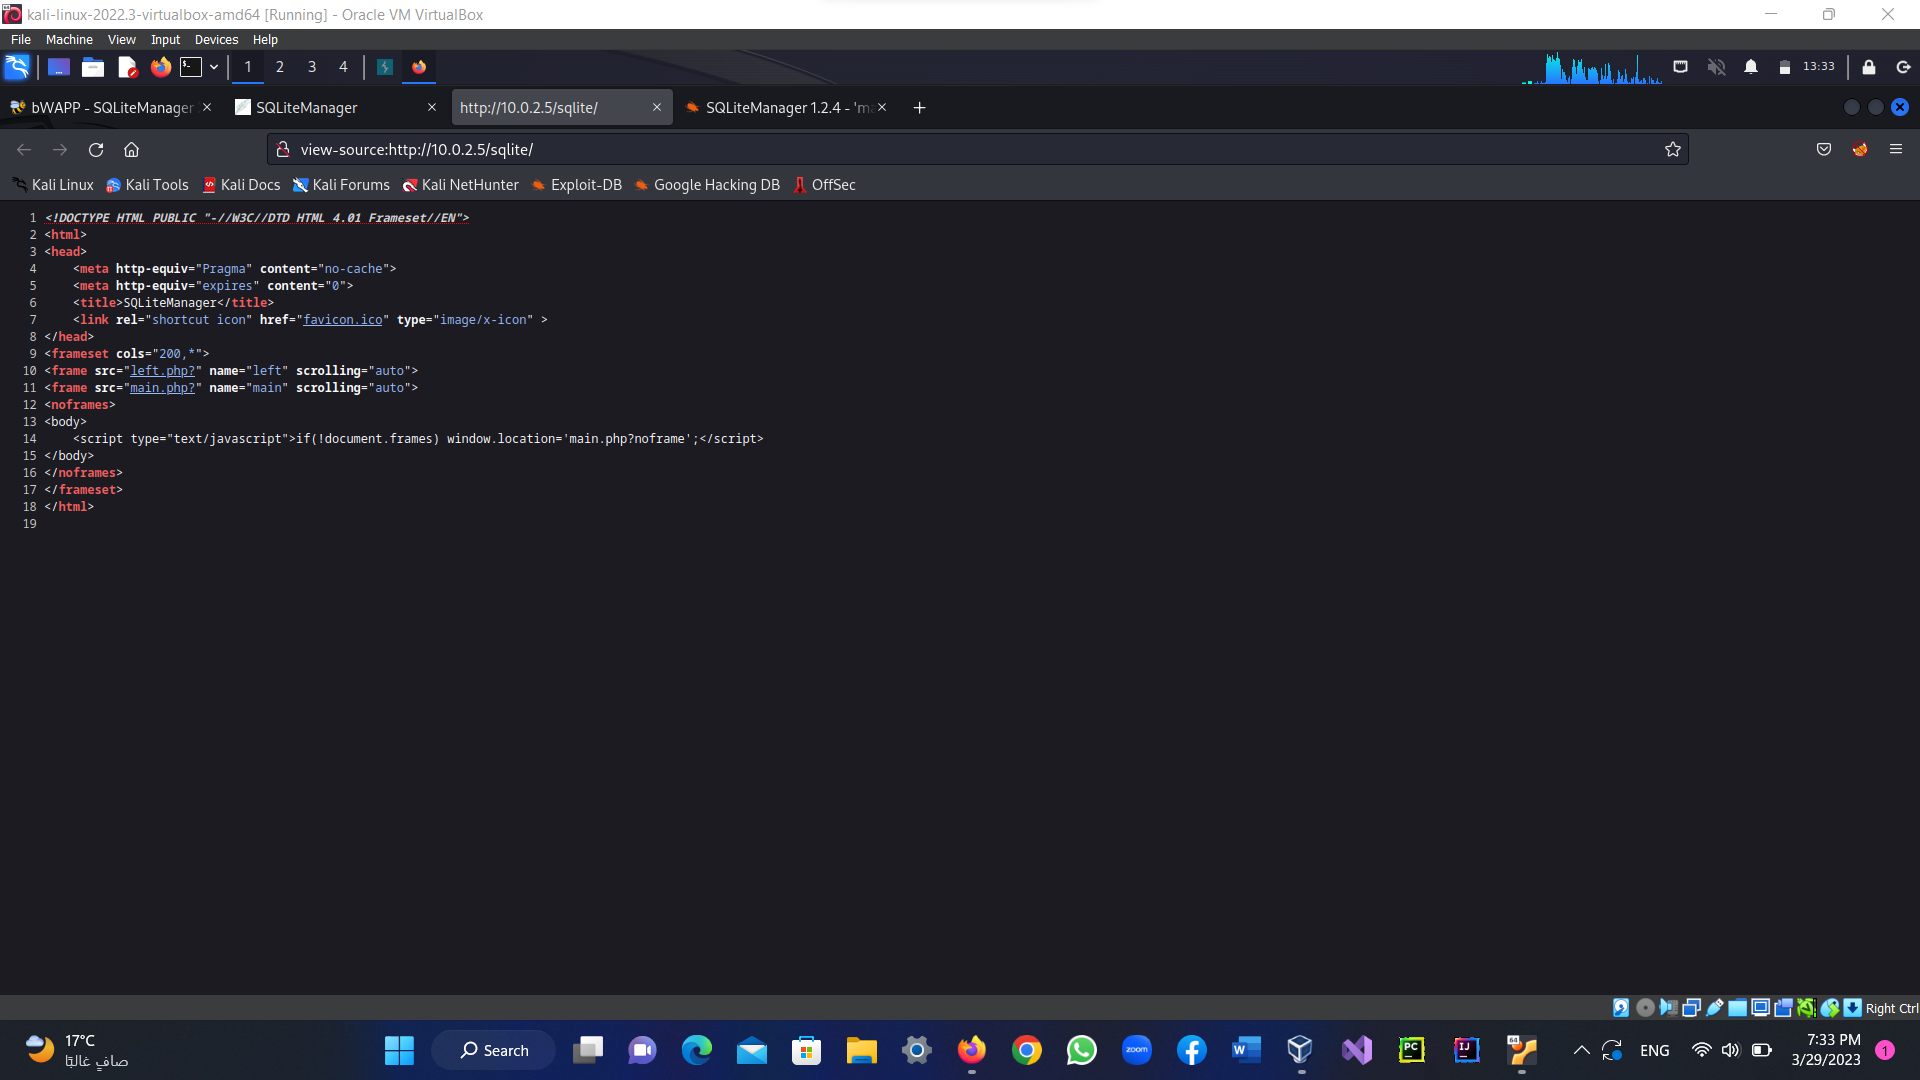 kali-linux-2022.3-virtualbox-amd64 [Running] - Oracle VM VirtualBox
File Machine View Input Devices Help
1 2 3 4 13:33
bWAPP - SQLiteManager SQLiteManager http://10.0.2.5/sqlite/ SQLiteManager 1.2.4 - 'ma
view-source:http://10.0.2.5/sqlite/
Kali Linux Kali Tools Kali Docs Kali Forums Kali NetHunter Exploit-DB Google Hacking DB OffSec
1 <!DOCTYPE HTML PUBLIC "-//W3C//DTD HTML 4.01 Frameset//EN">
2 <html>
3 <head>
4     <meta http-equiv="Pragma" content="no-cache">
5     <meta http-equiv="expires" content="0">
6     <title>SQLiteManager</title>
7     <link rel="shortcut icon" href="favicon.ico" type="image/x-icon" >
8 </head>
9 <frameset cols="200,*">
10 <frame src="left.php?" name="left" scrolling="auto">
11 <frame src="main.php?" name="main" scrolling="auto">
12 <noframes>
13 <body>
14     <script type="text/javascript">if(!document.frames) window.location='main.php?noframe';</script>
15 </body>
16 </noframes>
17 </frameset>
18 </html>
19
Right Ctrl
17°C
صافٍ غالبًا
Search
zoom
W
PC
IJ
64
ENG
7:33 PM
3/29/2023
1